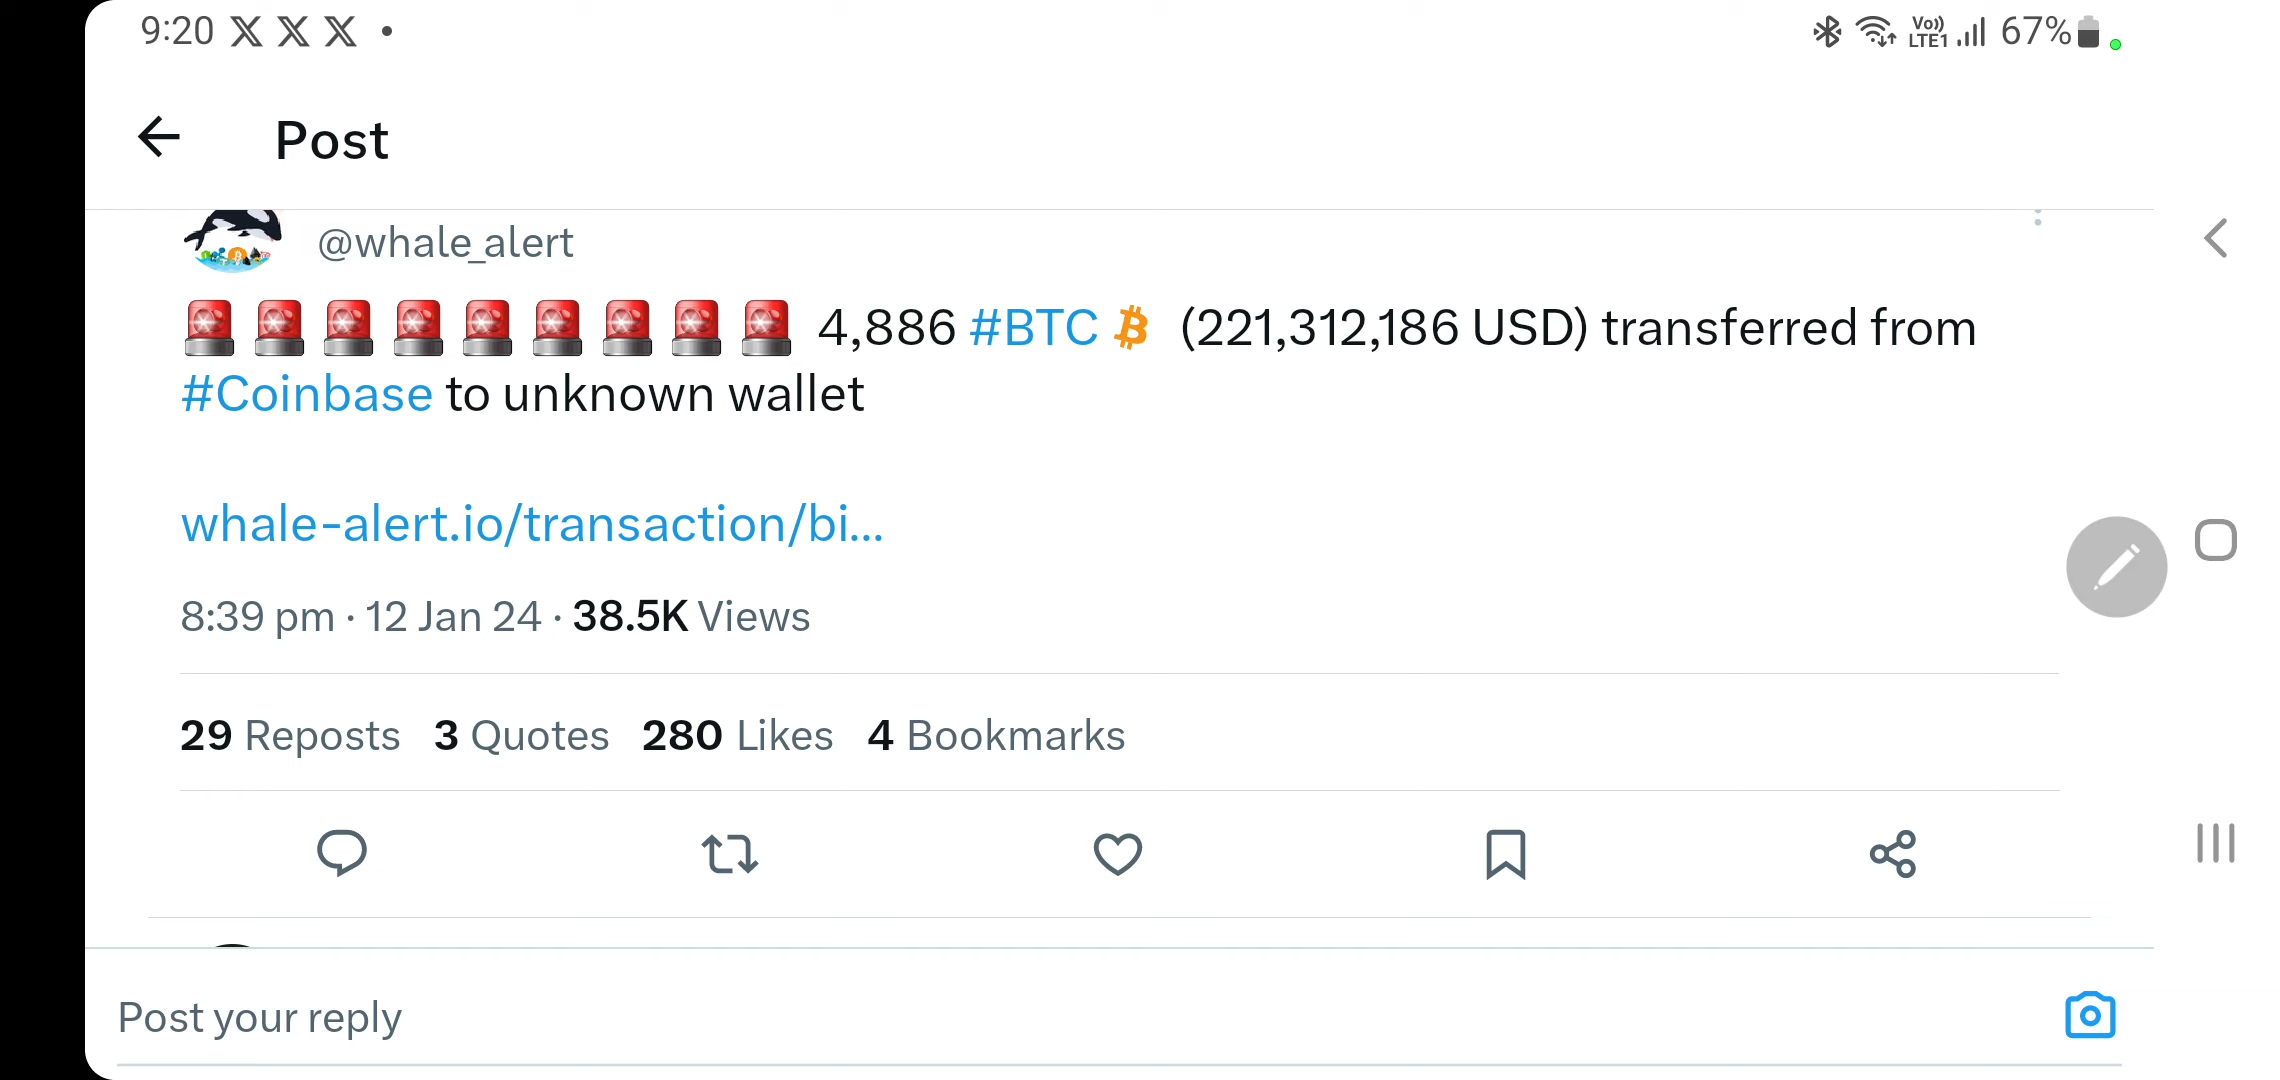 9:20
Vo)) LTE1 67%
Post
@whale_alert
🚨🚨🚨🚨🚨🚨🚨🚨🚨 4,886 #BTC (221,312,186 USD) transferred from
#Coinbase to unknown wallet
whale-alert.io/transaction/bi...
8:39 pm · 12 Jan 24 · 38.5K Views
29 Reposts 3 Quotes 280 Likes 4 Bookmarks
Post your reply